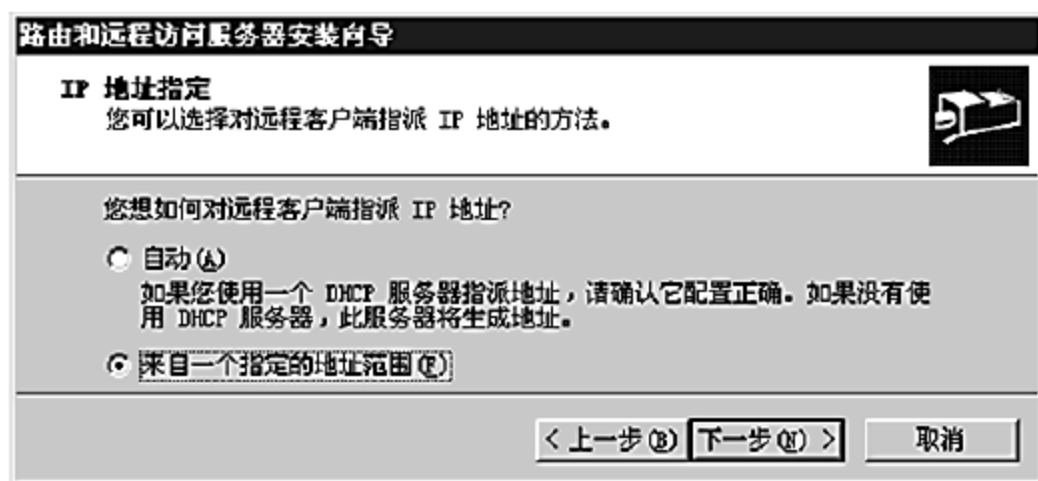 路由和远程访问服务器安装向导
IP 地址指定
您可以选择对远程客户端指派 IP 地址的方法。
您想如何对远程客户端指派 IP 地址?
自动(A)
如果您使用一个 DHCP 服务器指派地址，请确认它配置正确。如果没有使
用 DHCP 服务器，此服务器将生成地址。
来自一个指定的地址范围(F)
< 上一步(B) 下一步(N) > 取消